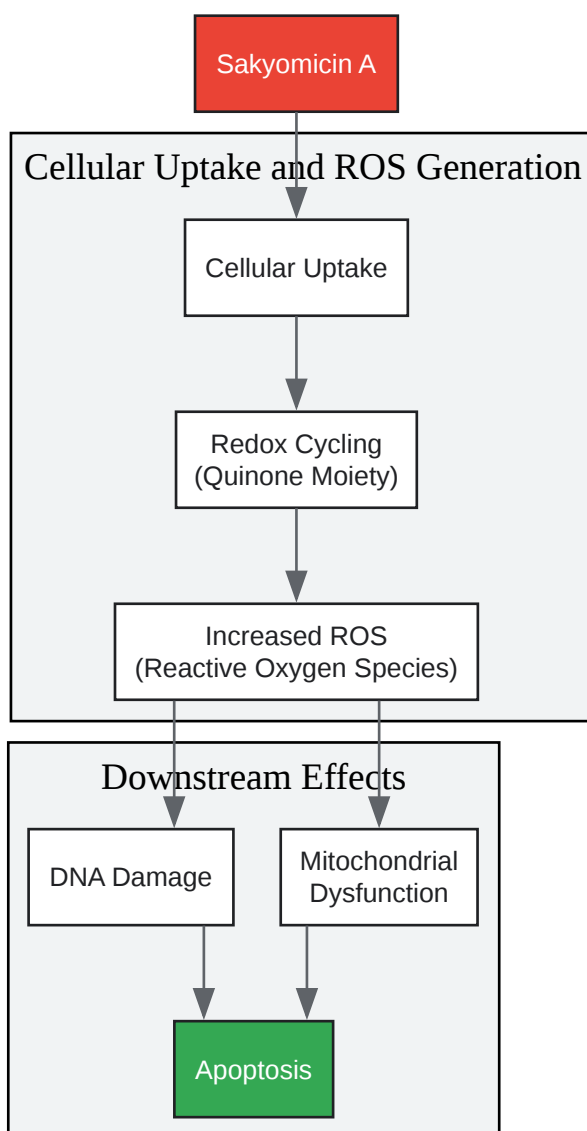 Sakyomicin A
Cellular Uptake and ROS Generation
Cellular Uptake
Redox Cycling
(Quinone Moiety)
Increased ROS
(Reactive Oxygen Species)
Downstream Effects
DNA Damage
Mitochondrial
Dysfunction
Apoptosis